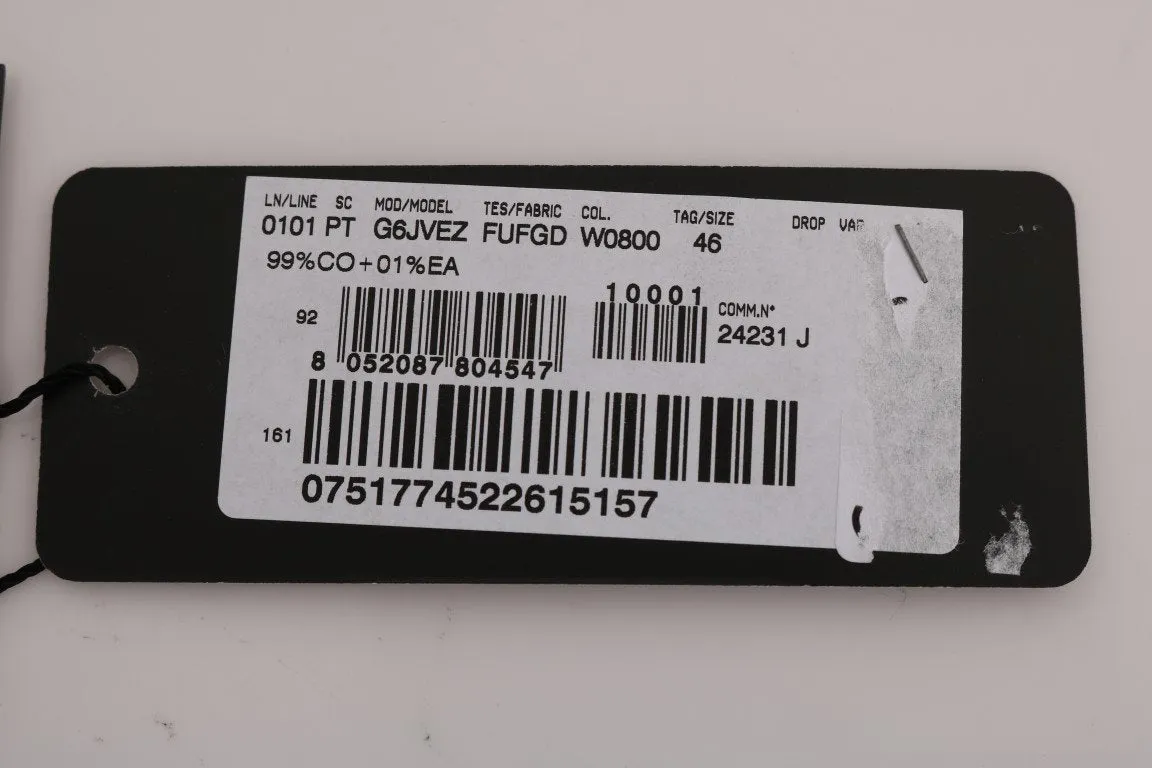 LN/LINE SC MOD/MODEL TES/FABRIC COL. TAG/SIZE DROP VAR
0101 PT G6JVEZ FUFGD W0800 46
99%CO+01%EA
10001
92
COMM.N°
24231 J
8 052087 804547
161
0751774522615157